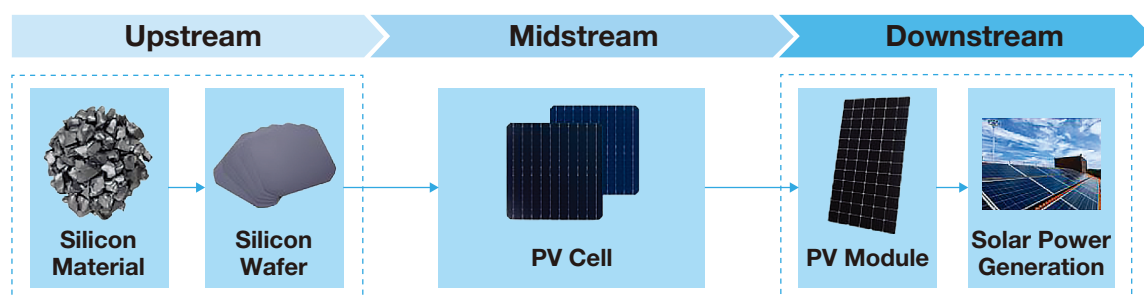 Upstream
Midstream
Downstream
Silicon
Material
Silicon
Wafer
PV Cell
PV Module
Solar Power
Generation